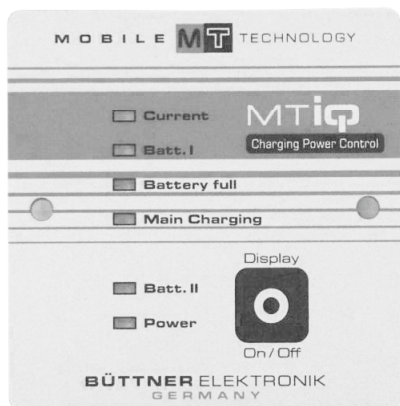 MOBILE MT TECHNOLOGY
Current
MTiQ
Batt. I
Charging Power Control
Battery full
Main Charging
Display
Batt. II
Power
On / Off
BÜTTNER ELEKTRONIK
GERMANY